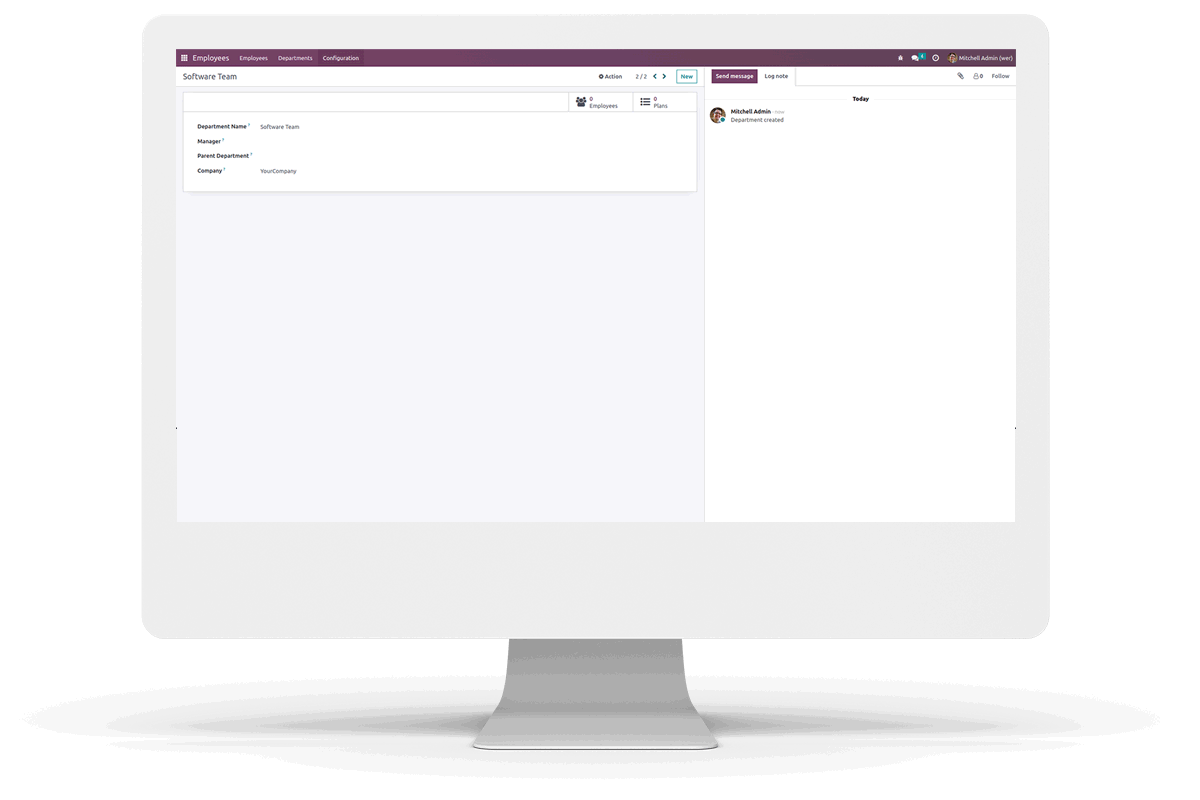 Employees Employees Departments Configuration Mitchell Admin (wer)
Software Team Action 2 / 2 New Send message Log note 0 Follow
0 Employees 0 Plans
Today
Mitchell Admin - now
Department created
Department Name ? Software Team
Manager ?
Parent Department ?
Company ? YourCompany